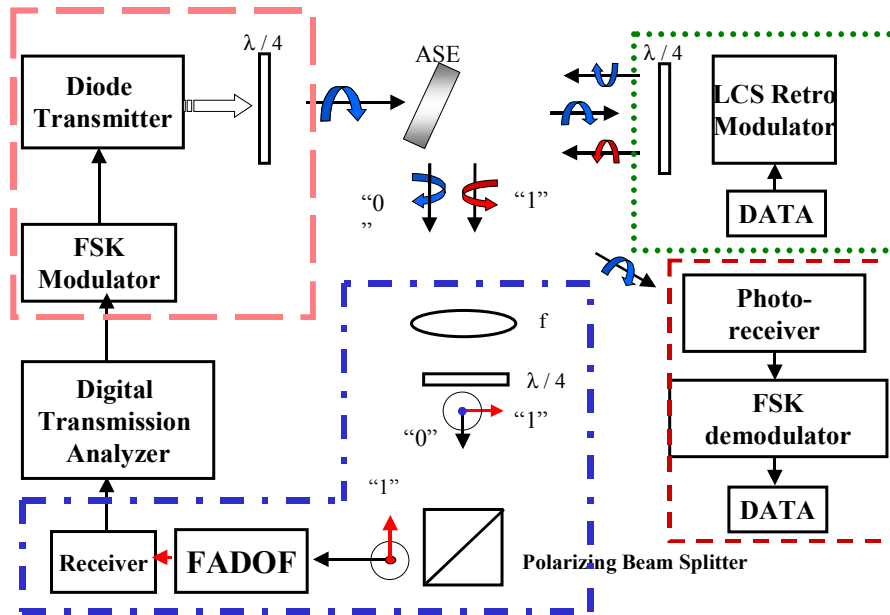 λ / 4
ASE
λ / 4
Diode
Transmitter
LCS Retro
Modulator
“0
”
“1”
DATA
FSK
Modulator
Photo-
receiver
f
Digital
Transmission
Analyzer
λ / 4
“1”
“0”
FSK
demodulator
“1”
DATA
Receiver
FADOF
Polarizing Beam Splitter